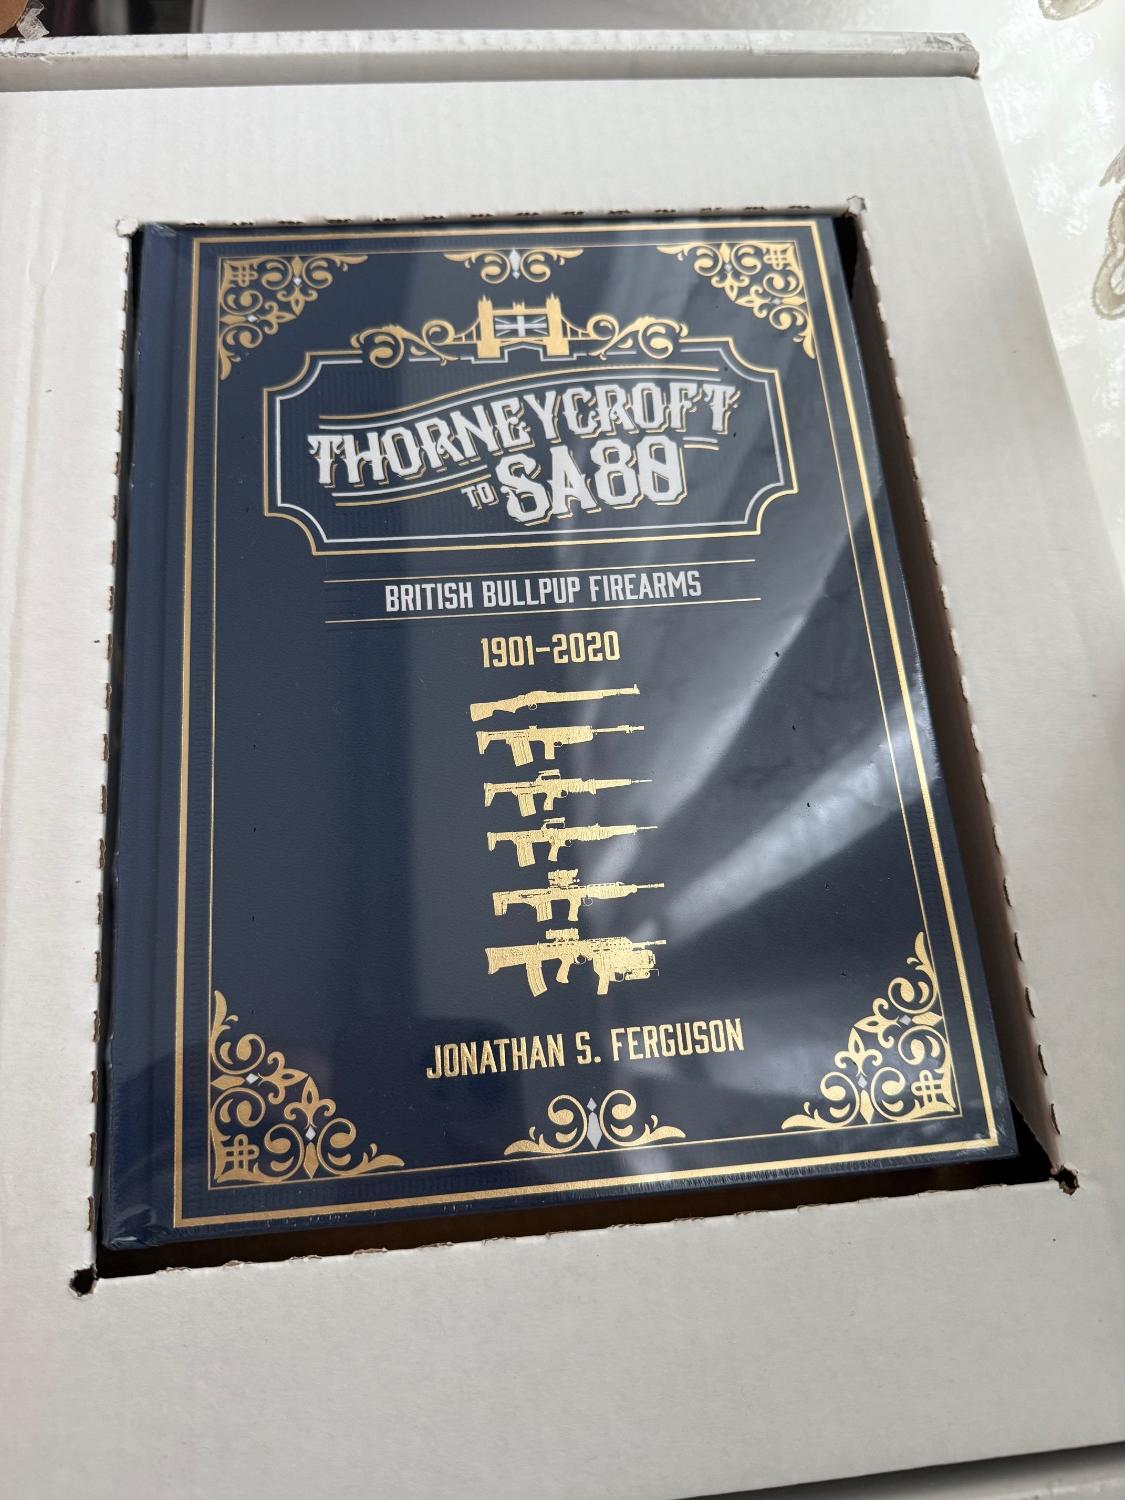 THORNEYCROFT
TO SA80
BRITISH BULLPUP FIREARMS
1901-2020
JONATHAN S. FERGUSON